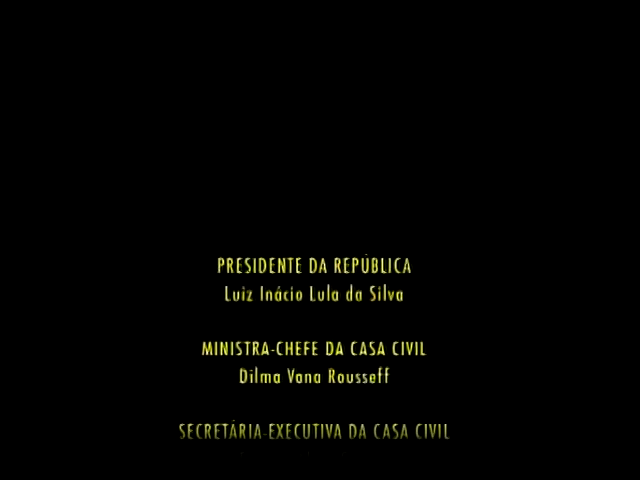 PRESIDENTE DA REPÚBLICA
Luiz Inácio Lula da Silva
MINISTRA-CHEFE DA CASA CIVIL
Dilma Vana Rousseff
SECRETÁRIA-EXECUTIVA DA CASA CIVIL